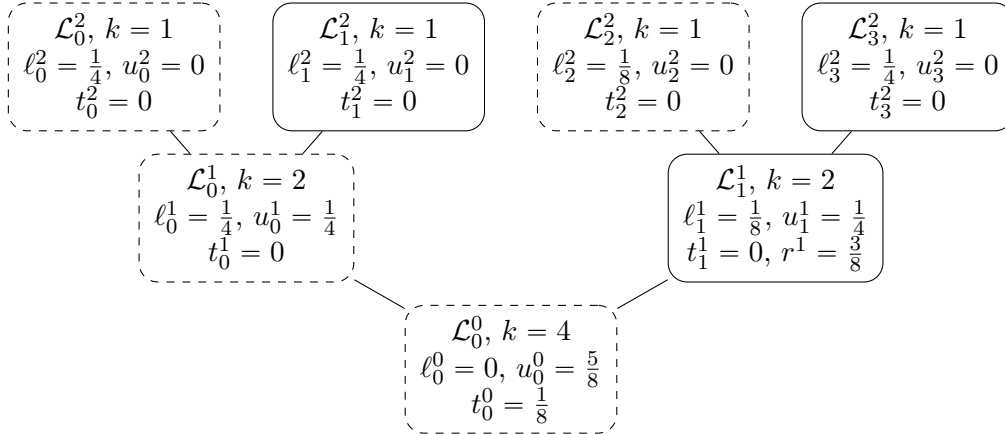 ℒ₀², k = 1
ℓ₀² = 1/4, u₀² = 0
t₀² = 0
ℒ₁², k = 1
ℓ₁² = 1/4, u₁² = 0
t₁² = 0
ℒ₂², k = 1
ℓ₂² = 1/8, u₂² = 0
t₂² = 0
ℒ₃², k = 1
ℓ₃² = 1/4, u₃² = 0
t₃² = 0
ℒ₀¹, k = 2
ℓ₀¹ = 1/4, u₀¹ = 1/4
t₀¹ = 0
ℒ₁¹, k = 2
ℓ₁¹ = 1/8, u₁¹ = 1/4
t₁¹ = 0, r¹ = 3/8
ℒ₀⁰, k = 4
ℓ₀⁰ = 0, u₀⁰ = 5/8
t₀⁰ = 1/8